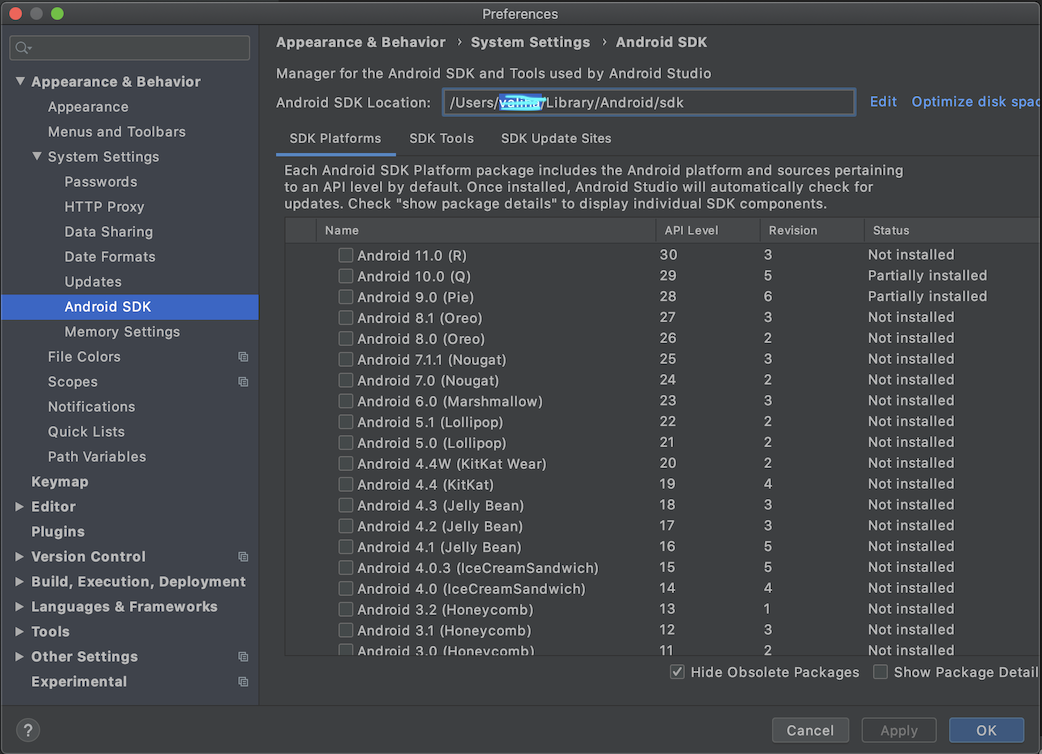 Preferences
Appearance & Behavior › System Settings › Android SDK
Manager for the Android SDK and Tools used by Android Studio
Android SDK Location: /Users/ /Library/Android/sdk Edit Optimize disk spac
SDK Platforms SDK Tools SDK Update Sites
Each Android SDK Platform package includes the Android platform and sources pertaining
to an API level by default. Once installed, Android Studio will automatically check for
updates. Check "show package details" to display individual SDK components.
Name API Level Revision Status
Android 11.0 (R) 30 3 Not installed
Android 10.0 (Q) 29 5 Partially installed
Android 9.0 (Pie) 28 6 Partially installed
Android 8.1 (Oreo) 27 3 Not installed
Android 8.0 (Oreo) 26 2 Not installed
Android 7.1.1 (Nougat) 25 3 Not installed
Android 7.0 (Nougat) 24 2 Not installed
Android 6.0 (Marshmallow) 23 3 Not installed
Android 5.1 (Lollipop) 22 2 Not installed
Android 5.0 (Lollipop) 21 2 Not installed
Android 4.4W (KitKat Wear) 20 2 Not installed
Android 4.4 (KitKat) 19 4 Not installed
Android 4.3 (Jelly Bean) 18 3 Not installed
Android 4.2 (Jelly Bean) 17 3 Not installed
Android 4.1 (Jelly Bean) 16 5 Not installed
Android 4.0.3 (IceCreamSandwich) 15 5 Not installed
Android 4.0 (IceCreamSandwich) 14 4 Not installed
Android 3.2 (Honeycomb) 13 1 Not installed
Android 3.1 (Honeycomb) 12 3 Not installed
Android 3.0 (Honeycomb) 11 2 Not installed
Hide Obsolete Packages Show Package Detail
Appearance & Behavior
Appearance
Menus and Toolbars
System Settings
Passwords
HTTP Proxy
Data Sharing
Date Formats
Updates
Android SDK
Memory Settings
File Colors
Scopes
Notifications
Quick Lists
Path Variables
Keymap
Editor
Plugins
Version Control
Build, Execution, Deployment
Languages & Frameworks
Tools
Other Settings
Experimental
? Cancel Apply OK